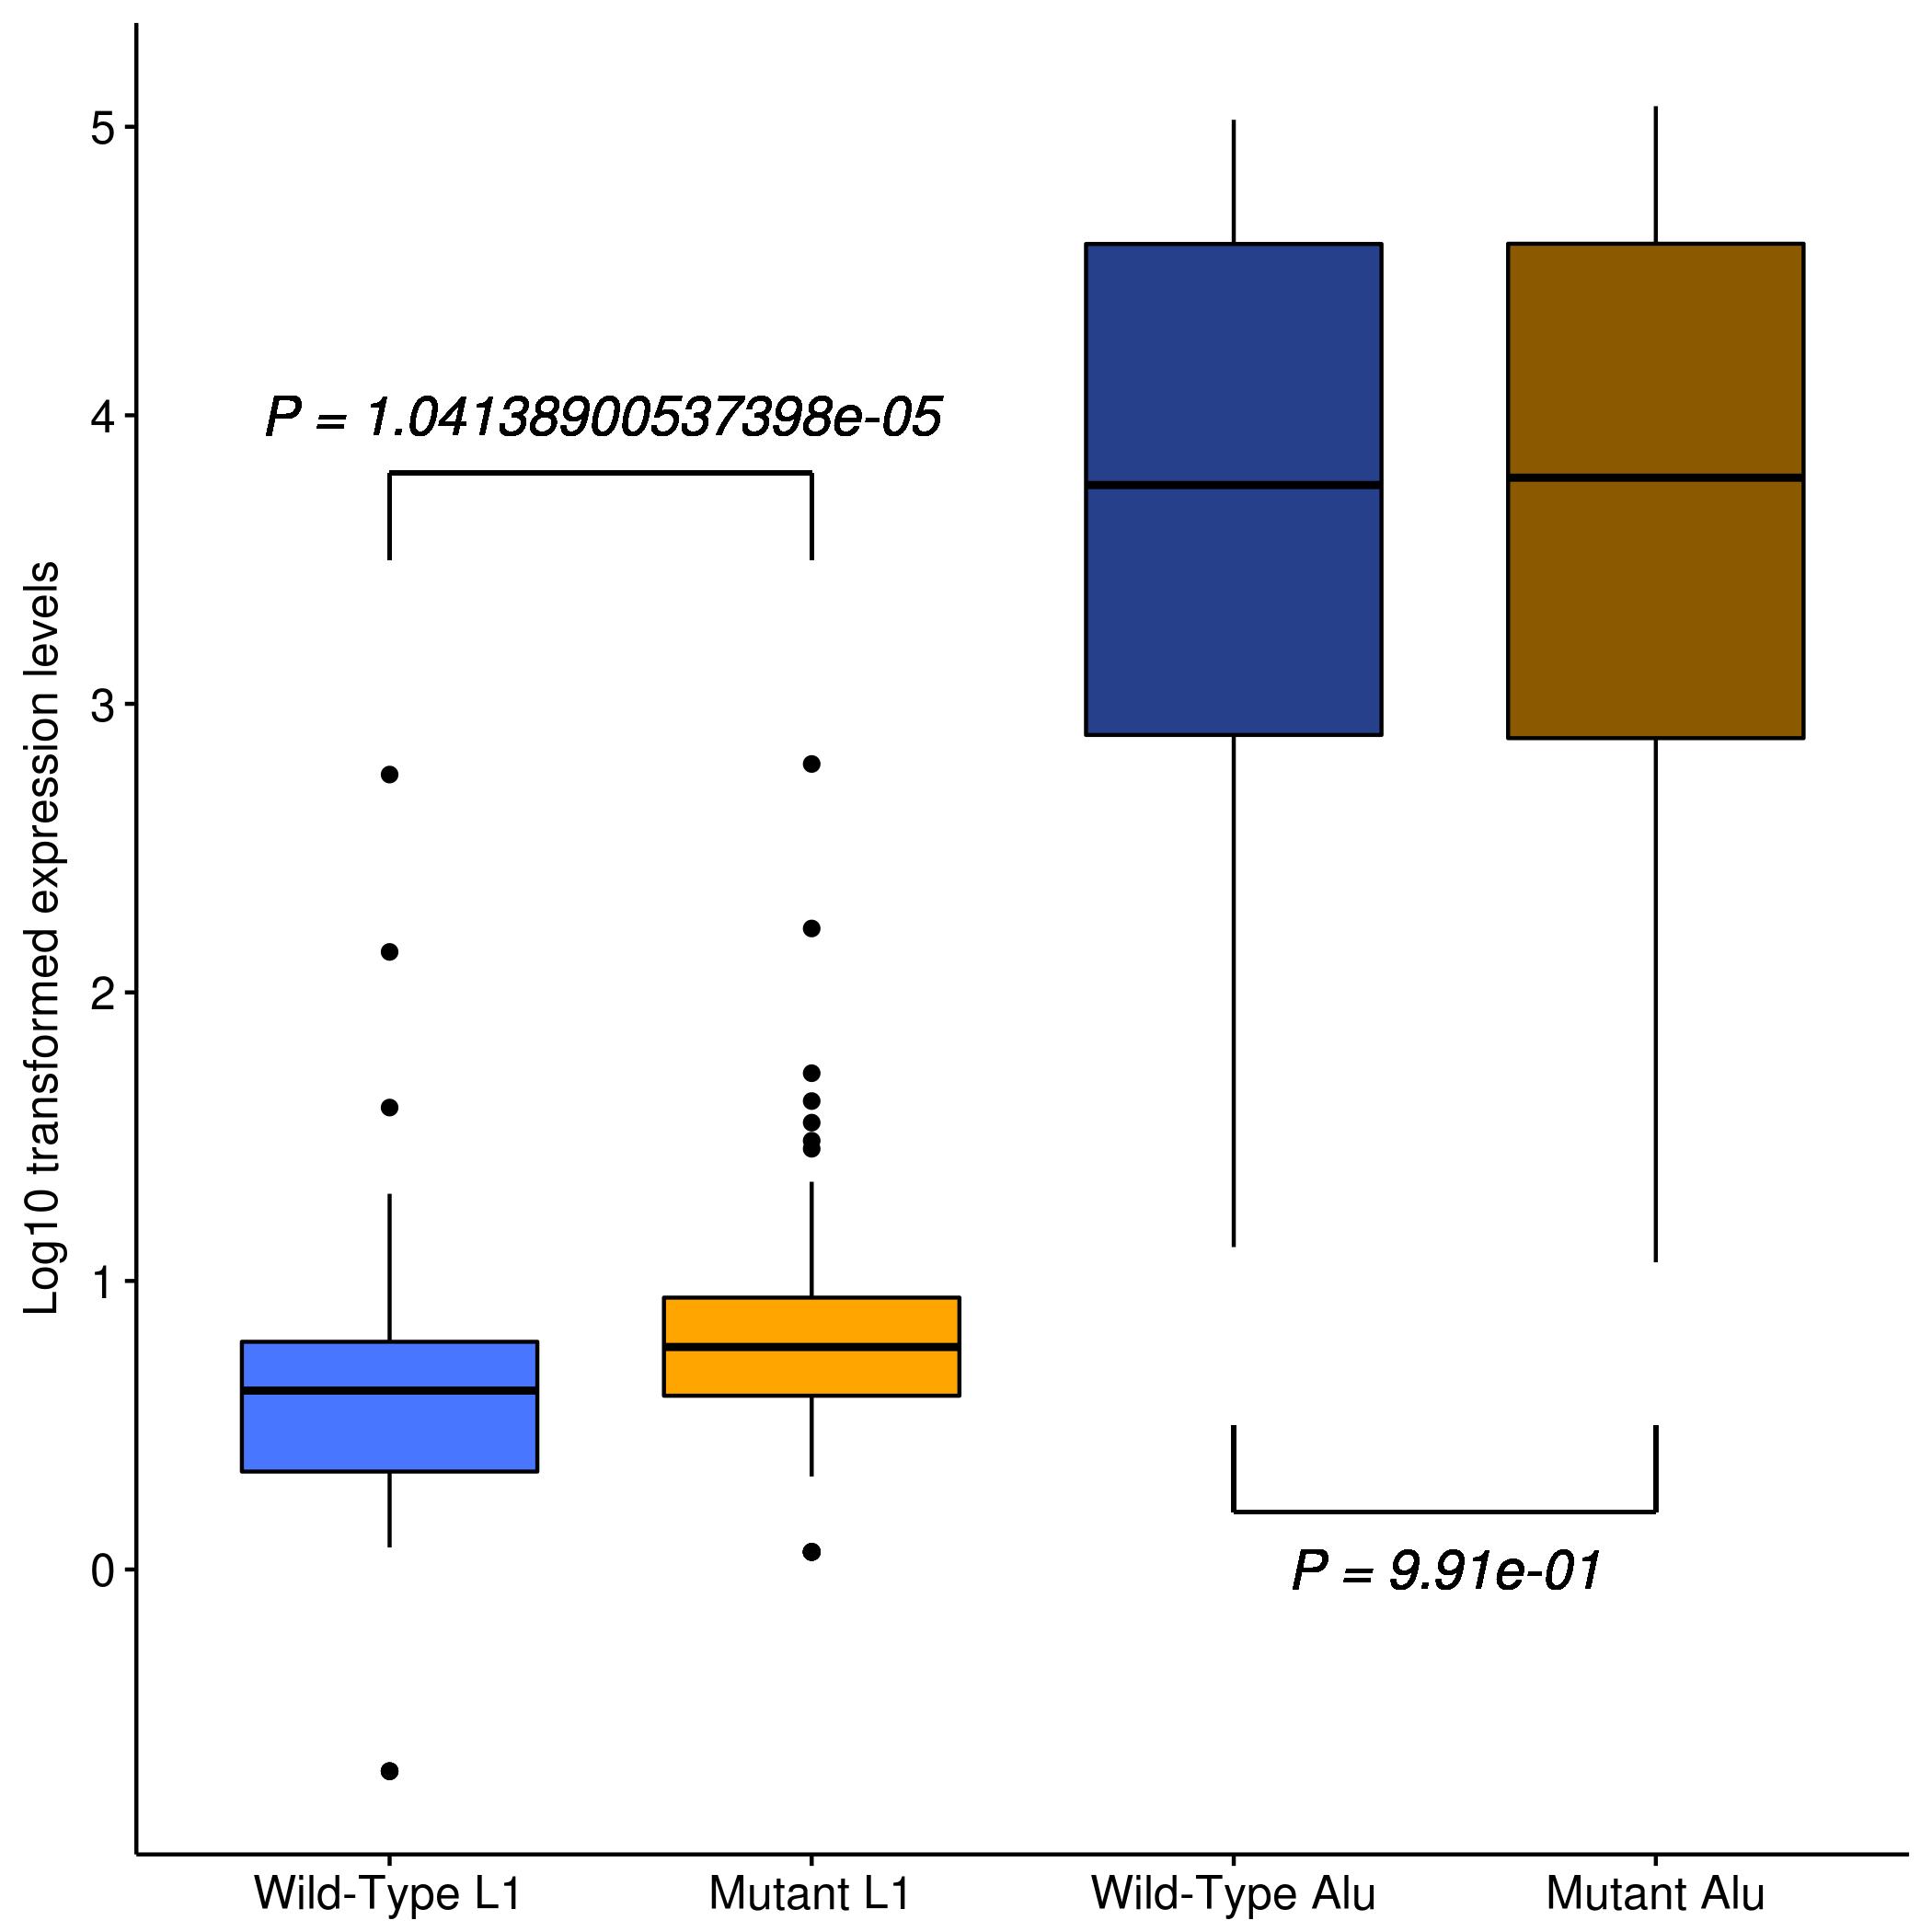 Log10 transformed expression levels
5
4
3
2
1
0
P = 1.04138900537398e-05
P = 9.91e-01
Wild-Type L1
Mutant L1
Wild-Type Alu
Mutant Alu